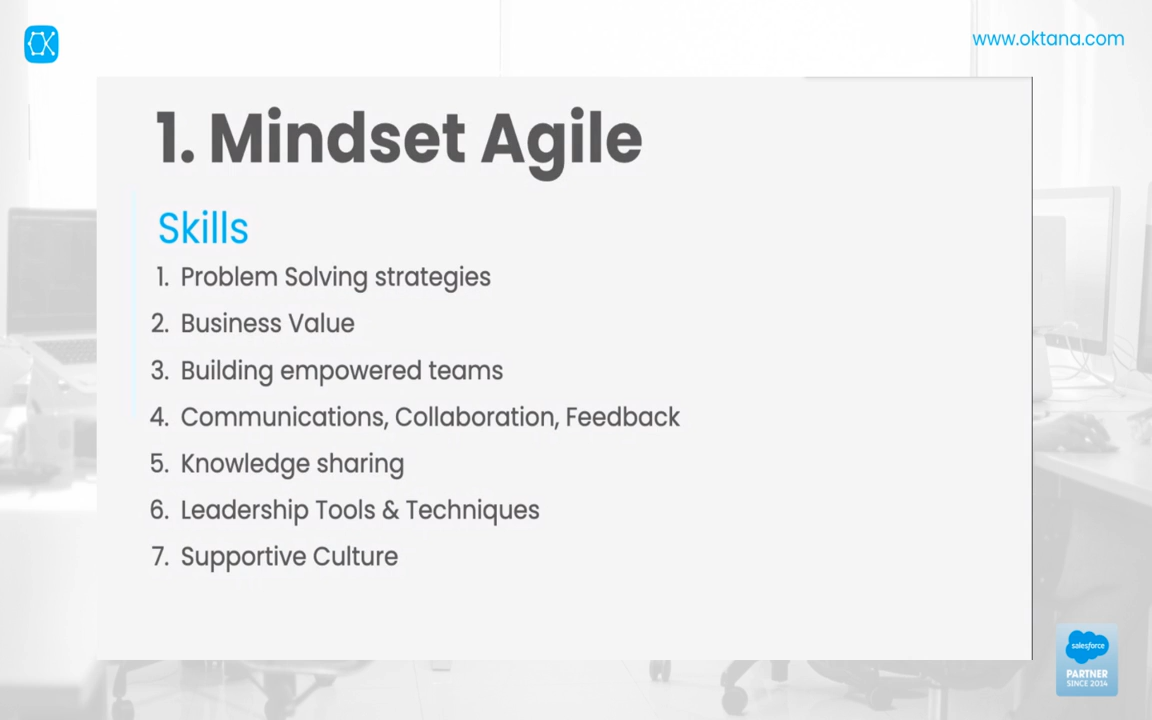 www.oktana.com
1. Mindset Agile
Skills
1. Problem Solving strategies
2. Business Value
3. Building empowered teams
4. Communications, Collaboration, Feedback
5. Knowledge sharing
6. Leadership Tools & Techniques
7. Supportive Culture
salesforce
PARTNER
SINCE 2014